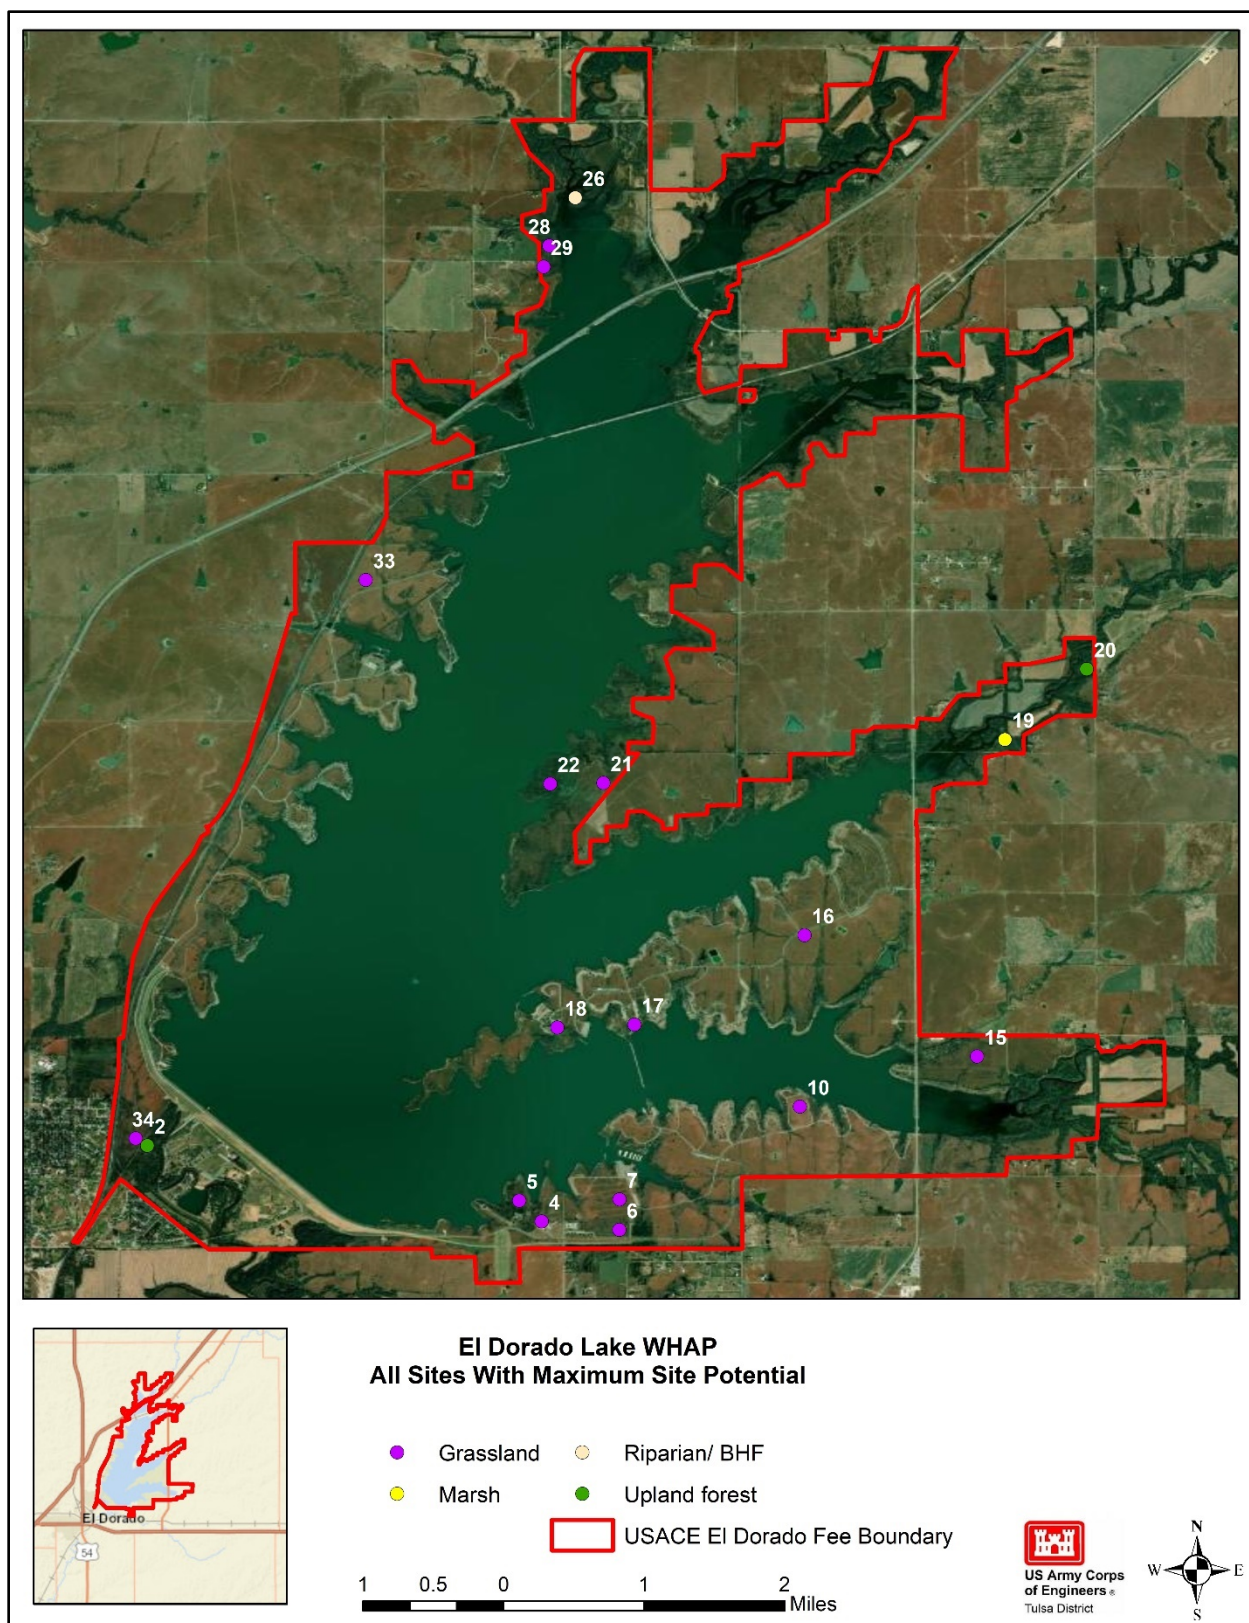 26
28
29
33
20
19
22
21
16
18
17
15
10
34
2
5
7
4
6
El Dorado Lake WHAP
All Sites With Maximum Site Potential
Grassland
Riparian/ BHF
Marsh
Upland forest
USACE El Dorado Fee Boundary
El Dorado
54
1 0.5 0 1 2
Miles
US Army Corps
of Engineers ®
Tulsa District
N
W E
S